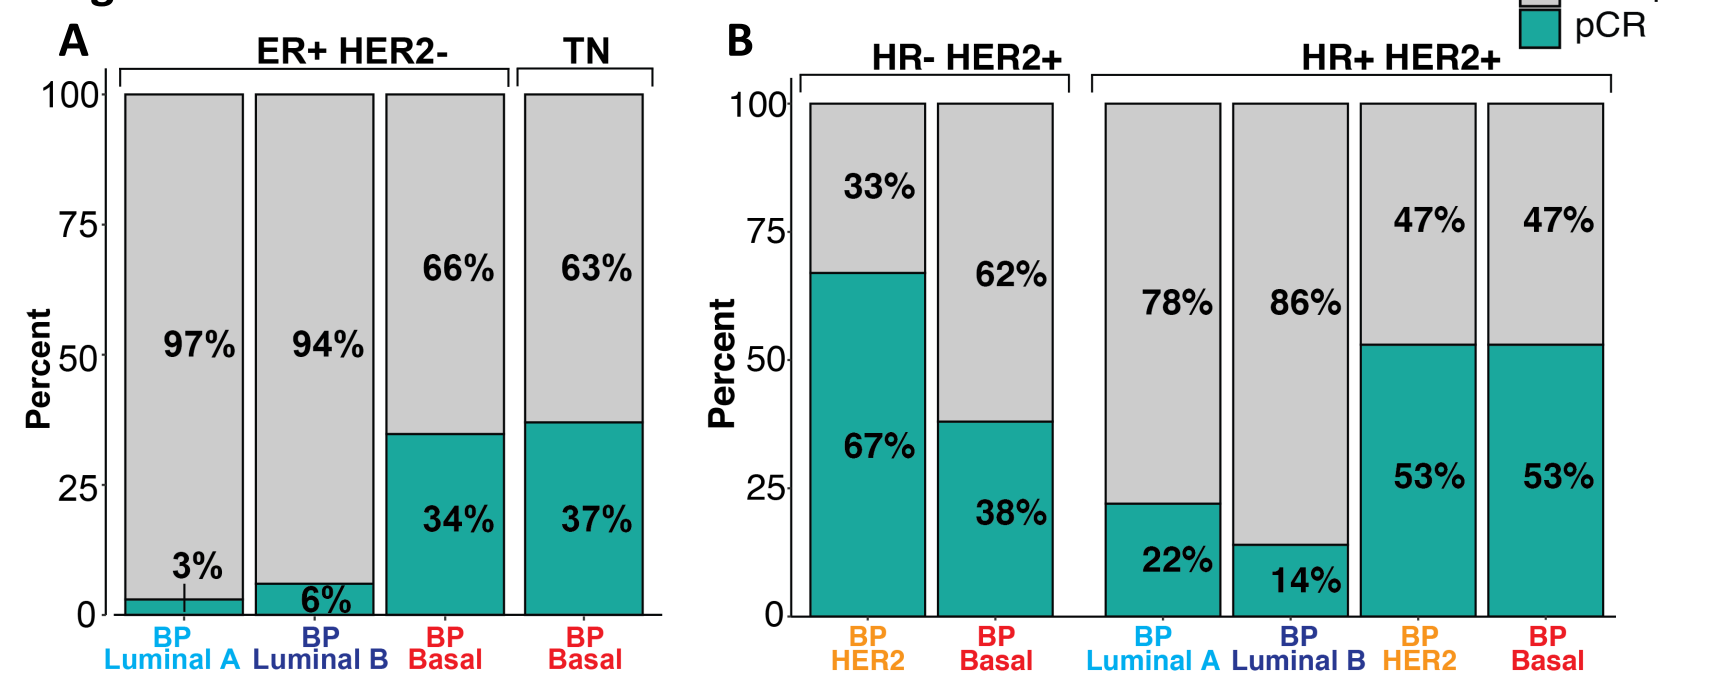 A
B
pCR
ER+ HER2-
TN
HR- HER2+
HR+ HER2+
Percent
100
75
50
25
0
97%
94%
66%
63%
3%
6%
34%
37%
BP
Luminal A
BP
Luminal B
BP
Basal
BP
Basal
Percent
100
75
50
25
0
33%
62%
78%
86%
47%
47%
67%
38%
22%
14%
53%
53%
BP
HER2
BP
Basal
BP
Luminal A
BP
Luminal B
BP
HER2
BP
Basal